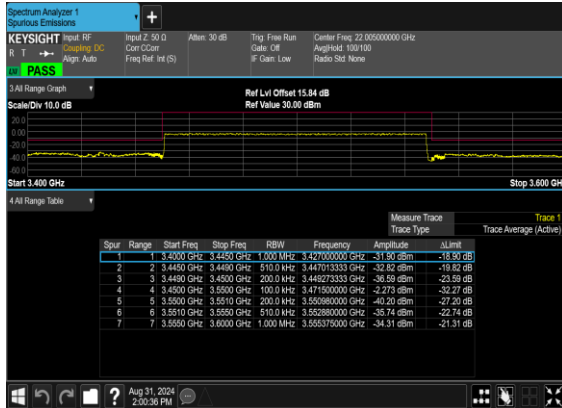 Spectrum Analyzer 1
Spurious Emissions
+
KEYSIGHT Input: RF Input Z: 50 Ω Atten: 30 dB Trig: Free Run Center Freq: 22.005000000 GHz
R T Coupling: DC Corr CCorr Gate: Off Avg|Hold: 100/100
Align: Auto Freq Ref: Int (S) IF Gain: Low Radio Std: None
PASS
3 All Range Graph
Ref Lvl Offset 15.84 dB
Scale/Div 10.0 dB Ref Value 30.00 dBm
20.0
0.00
-20.0
-40.0
-60.0
Start 3.400 GHz Stop 3.600 GH
4 All Range Table
Measure Trace Trace 1
Trace Type Trace Average (Active)
Spur Range Start Freq Stop Freq RBW Frequency Amplitude ΔLimit
1 1 3.4000 GHz 3.4450 GHz 1.000 MHz 3.427000000 GHz -31.90 dBm -18.90 dB
2 2 3.4450 GHz 3.4490 GHz 510.0 kHz 3.447013333 GHz -32.82 dBm -19.82 dB
3 3 3.4490 GHz 3.4500 GHz 200.0 kHz 3.449273333 GHz -36.59 dBm -23.59 dB
4 4 3.4500 GHz 3.5500 GHz 100.0 kHz 3.471500000 GHz -2.273 dBm -32.27 dB
5 5 3.5500 GHz 3.5510 GHz 200.0 kHz 3.550980000 GHz -40.20 dBm -27.20 dB
6 6 3.5510 GHz 3.5550 GHz 510.0 kHz 3.552880000 GHz -35.74 dBm -22.74 dB
7 7 3.5550 GHz 3.6000 GHz 1.000 MHz 3.555375000 GHz -34.31 dBm -21.31 dB
? Aug 31, 2024
2:00:36 PM